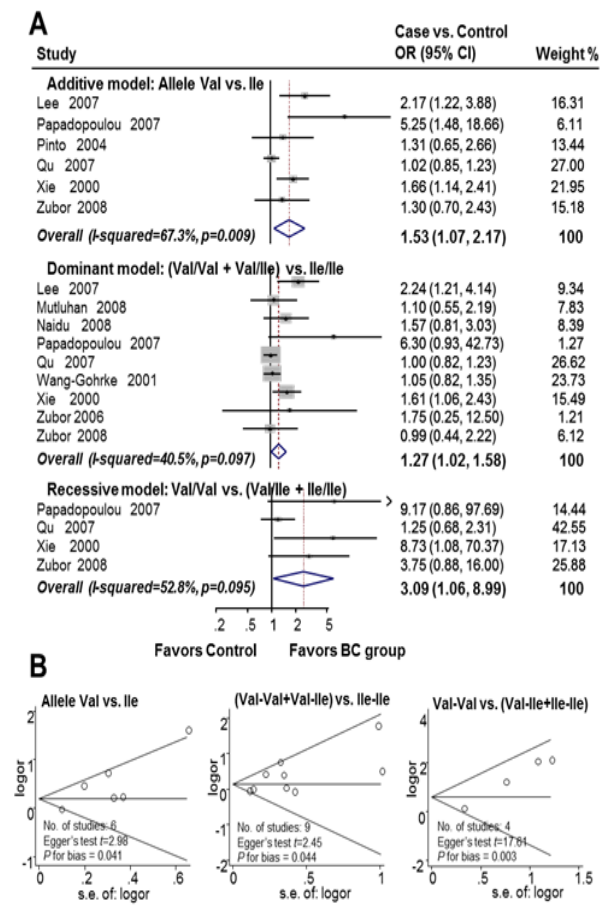 A
Case vs. Control
Study OR (95% CI) Weight %
Additive model: Allele Val vs. Ile
Lee 2007 2.17 (1.22, 3.88) 16.31
Papadopoulou 2007 5.25 (1.48, 18.66) 6.11
Pinto 2004 1.31 (0.65, 2.66) 13.44
Qu 2007 1.02 (0.85, 1.23) 27.00
Xie 2000 1.66 (1.14, 2.41) 21.95
Zubor 2008 1.30 (0.70, 2.43) 15.18
Overall (I-squared=67.3%, p=0.009) 1.53 (1.07, 2.17) 100
Dominant model: (Val/Val + Val/Ile) vs. Ile/Ile
Lee 2007 2.24 (1.21, 4.14) 9.34
Mutluhan 2008 1.10 (0.55, 2.19) 7.83
Naidu 2008 1.57 (0.81, 3.03) 8.39
Papadopoulou 2007 6.30 (0.93, 42.73) 1.27
Qu 2007 1.00 (0.82, 1.23) 26.62
Wang-Gohrke 2001 1.05 (0.82, 1.35) 23.73
Xie 2000 1.61 (1.06, 2.43) 15.49
Zubor 2006 1.75 (0.25, 12.50) 1.21
Zubor 2008 0.99 (0.44, 2.22) 6.12
Overall (I-squared=40.5%, p=0.097) 1.27 (1.02, 1.58) 100
Recessive model: Val/Val vs. (Val/Ile + Ile/Ile)
Papadopoulou 2007 9.17 (0.86, 97.69) 14.44
Qu 2007 1.25 (0.68, 2.31) 42.55
Xie 2000 8.73 (1.08, 70.37) 17.13
Zubor 2008 3.75 (0.88, 16.00) 25.88
Overall (I-squared=52.8%, p=0.095) 3.09 (1.06, 8.99) 100
.2 .5 1 2 5
Favors Control Favors BC group
B
Allele Val vs. Ile
2
1
0
-1
logor
No. of studies: 6
Egger's test t=2.98
P for bias = 0.041
0 .2 .4 .6
s.e. of: logor
(Val-Val+Val-Ile) vs. Ile-Ile
2
1
0
-1
-2
logor
No. of studies: 9
Egger's test t=2.45
P for bias = 0.044
0 .5 1
s.e. of: logor
Val-Val vs. (Val-Ile+Ile-Ile)
4
2
0
-2
logor
No. of studies: 4
Egger's test t=17.61
P for bias = 0.003
0 0.5 1 1.5
s.e. of: logor